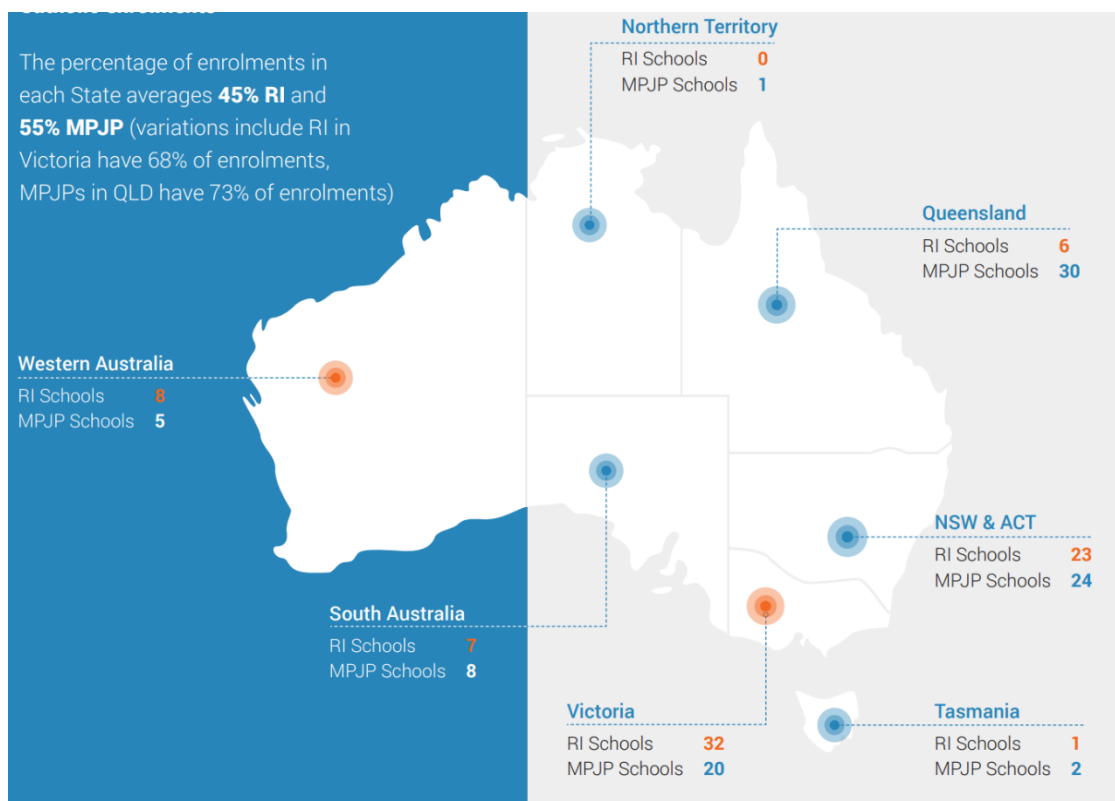 The percentage of enrolments in
each State averages 45% RI and
55% MPJP (variations include RI in
Victoria have 68% of enrolments,
MPJPs in QLD have 73% of enrolments)
Northern Territory
RI Schools 0
MPJP Schools 1
Queensland
RI Schools 6
MPJP Schools 30
Western Australia
RI Schools 8
MPJP Schools 5
NSW & ACT
RI Schools 23
MPJP Schools 24
South Australia
RI Schools 7
MPJP Schools 8
Victoria
RI Schools 32
MPJP Schools 20
Tasmania
RI Schools 1
MPJP Schools 2